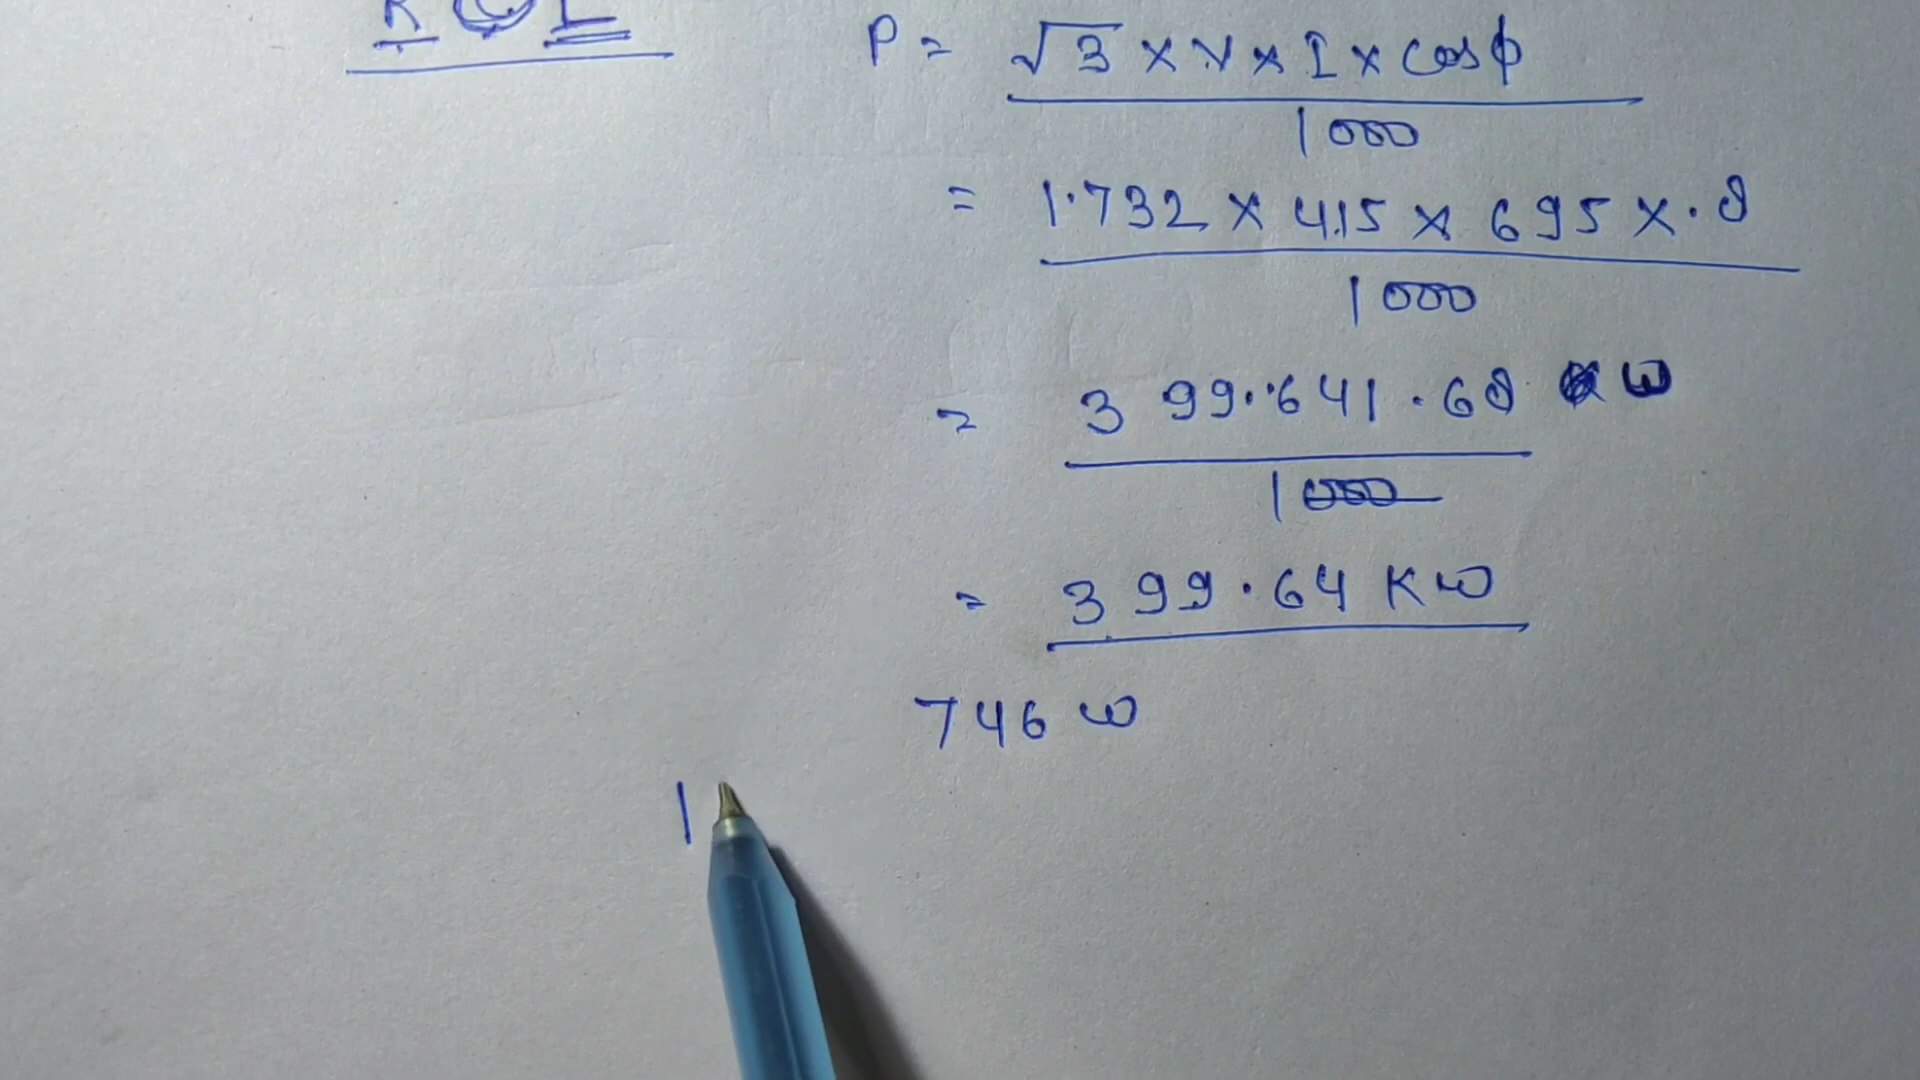 P = √3 × V × I × cosϕ
1000
= 1.732 × 415 × 695 × .8
1000
= 399.641.68 W
1000
= 399.64 KW
746 W
1